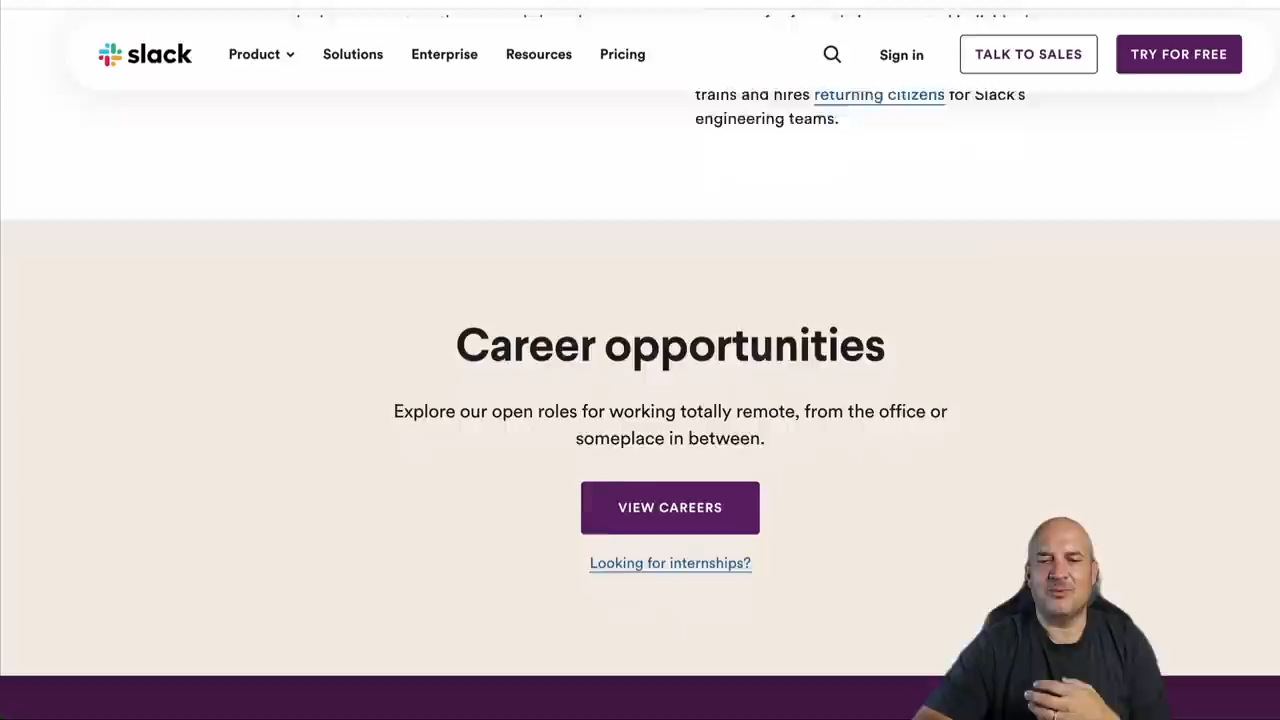 slack
Product
Solutions
Enterprise
Resources
Pricing
Sign in
TALK TO SALES
TRY FOR FREE
trains and hires returning citizens for Slack's
engineering teams.
Career opportunities
Explore our open roles for working totally remote, from the office or
someplace in between.
VIEW CAREERS
Looking for internships?